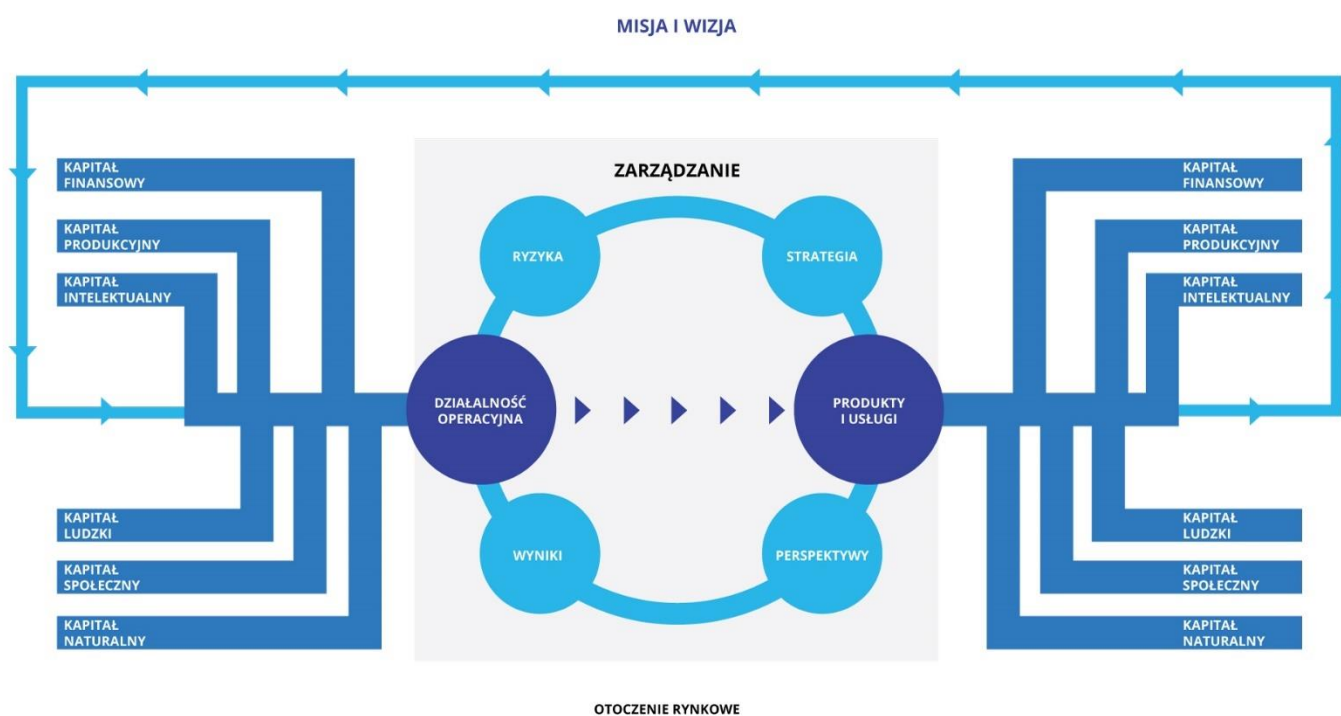 MISJA I WIZJA
KAPITAŁ
FINANSOWY
KAPITAŁ
PRODUKCYJNY
KAPITAŁ
INTELEKTUALNY
KAPITAŁ
LUDZKI
KAPITAŁ
SPOŁECZNY
KAPITAŁ
NATURALNY
ZARZĄDZANIE
RYZYKA
STRATEGIA
DZIAŁALNOŚĆ
OPERACYJNA
PRODUKTY
I USŁUGI
WYNIKI
PERSPEKTYWY
KAPITAŁ
FINANSOWY
KAPITAŁ
PRODUKCYJNY
KAPITAŁ
INTELEKTUALNY
KAPITAŁ
LUDZKI
KAPITAŁ
SPOŁECZNY
KAPITAŁ
NATURALNY
OTOCZENIE RYNKOWE